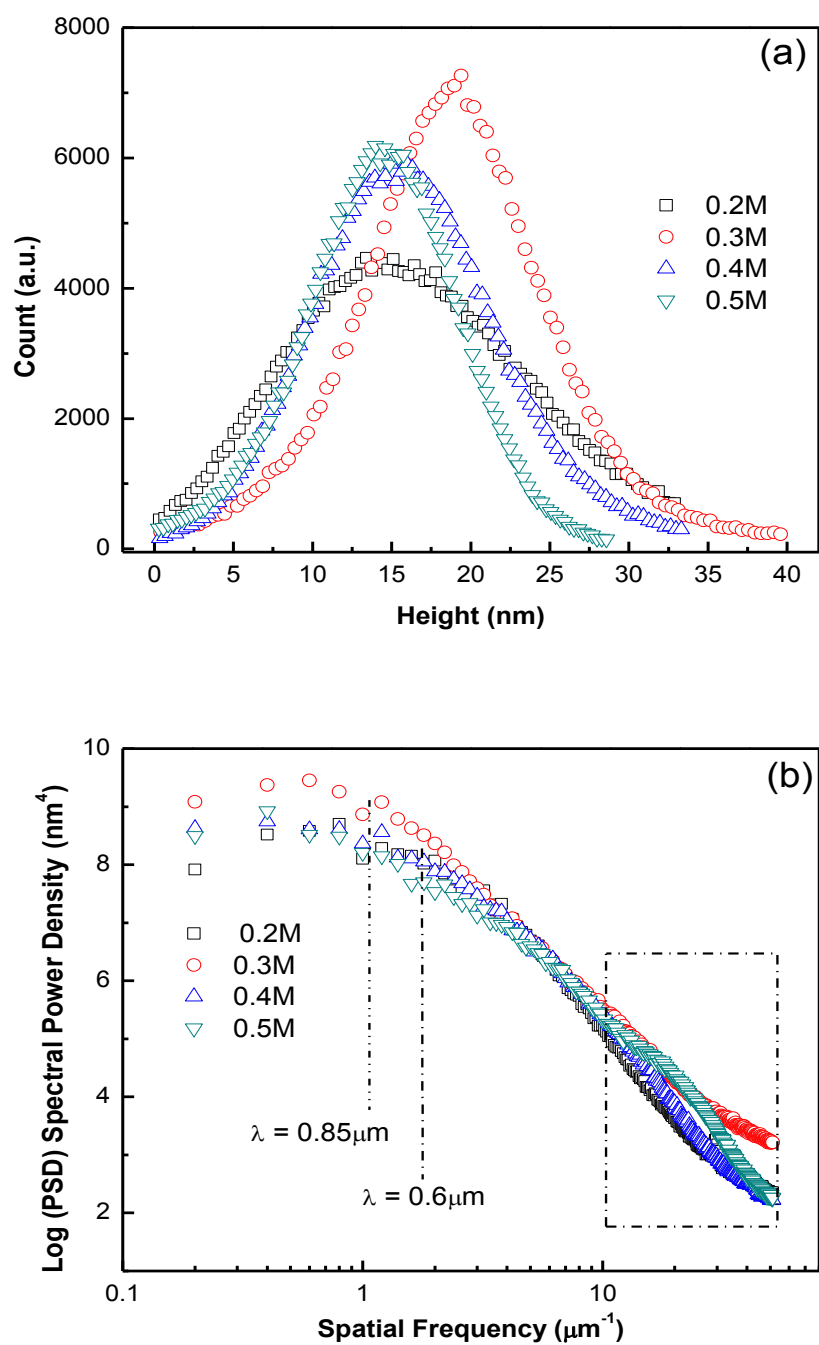 (a)
8000
6000
4000
2000
0
Count (a.u.)
0.2M
0.3M
0.4M
0.5M
0 5 10 15 20 25 30 35 40
Height (nm)
(b)
10
8
6
4
2
Log (PSD) Spectral Power Density (nm⁴)
0.2M
0.3M
0.4M
0.5M
λ = 0.85μm
λ = 0.6μm
0.1 1 10
Spatial Frequency (μm⁻¹)